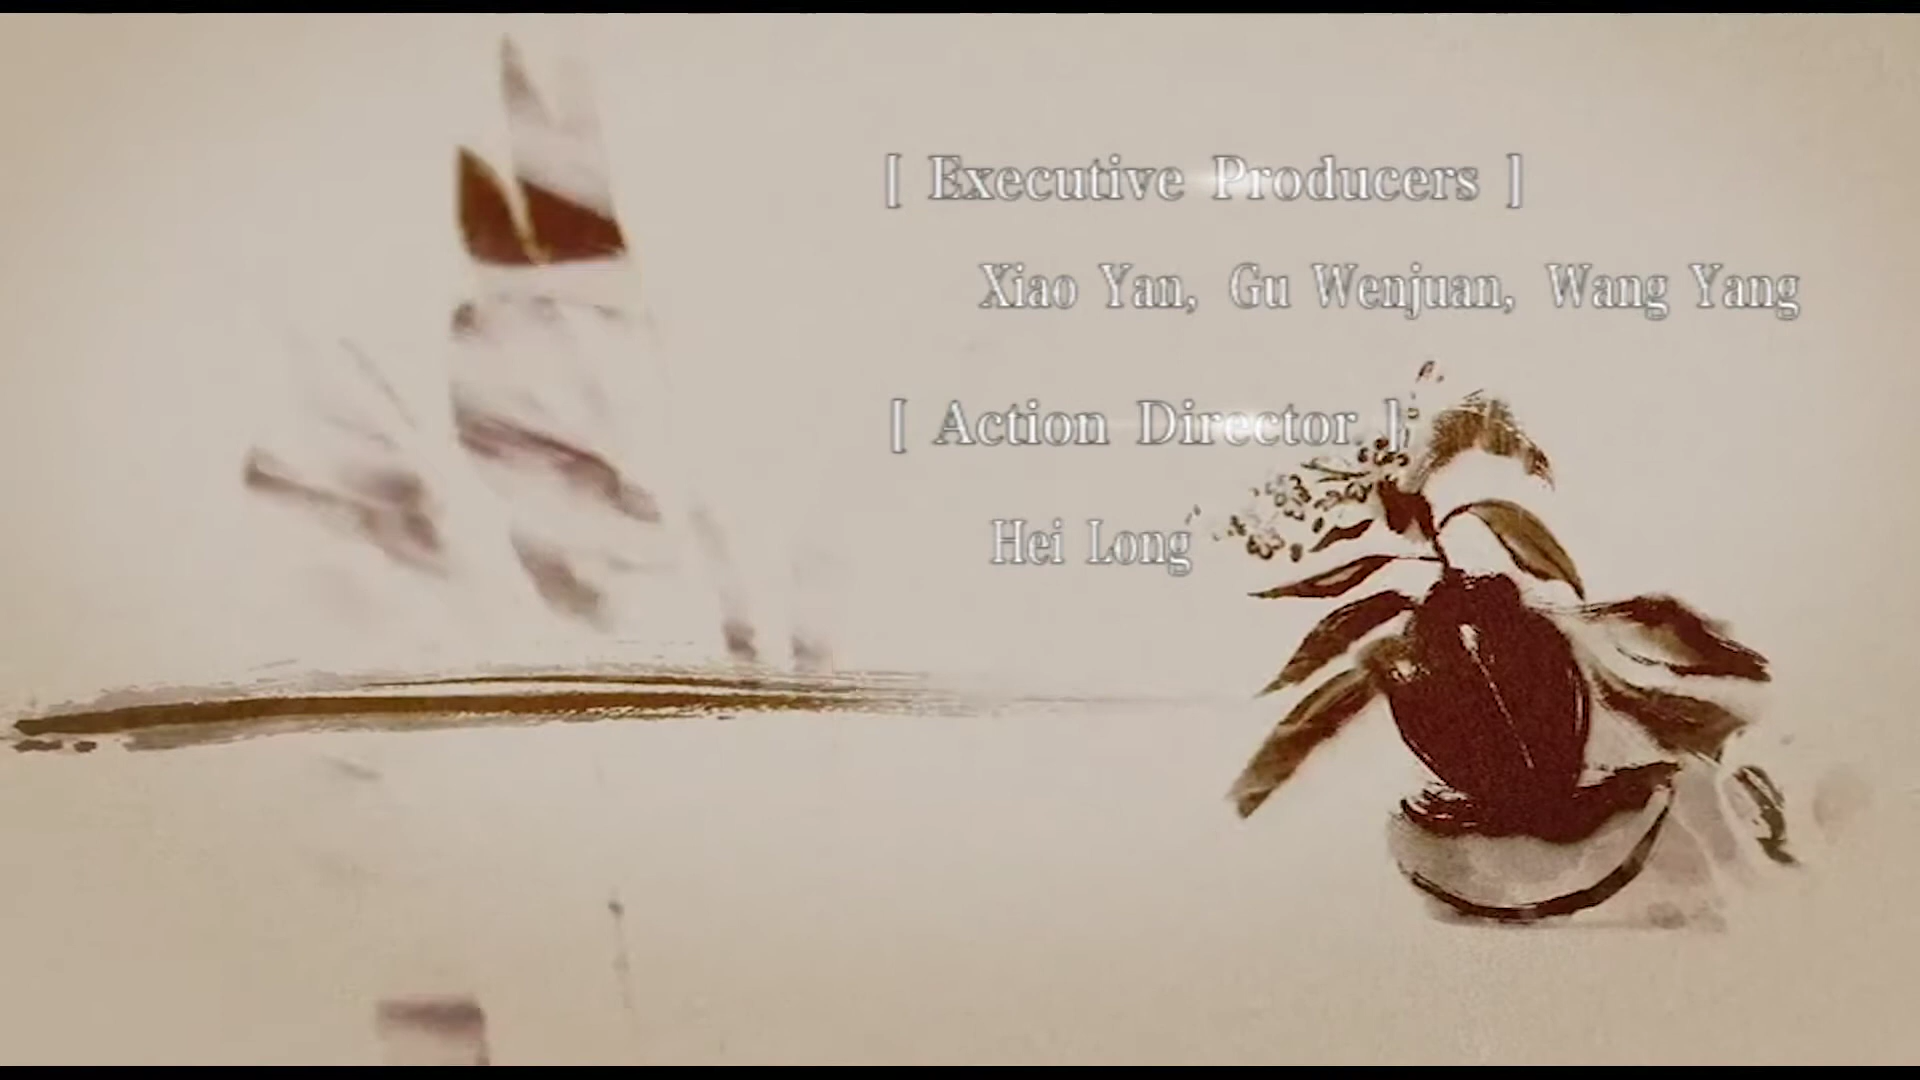 [ Executive Producers ]
Xiao Yan, Gu Wenjuan, Wang Yang
[ Action Director ]
Hei Long